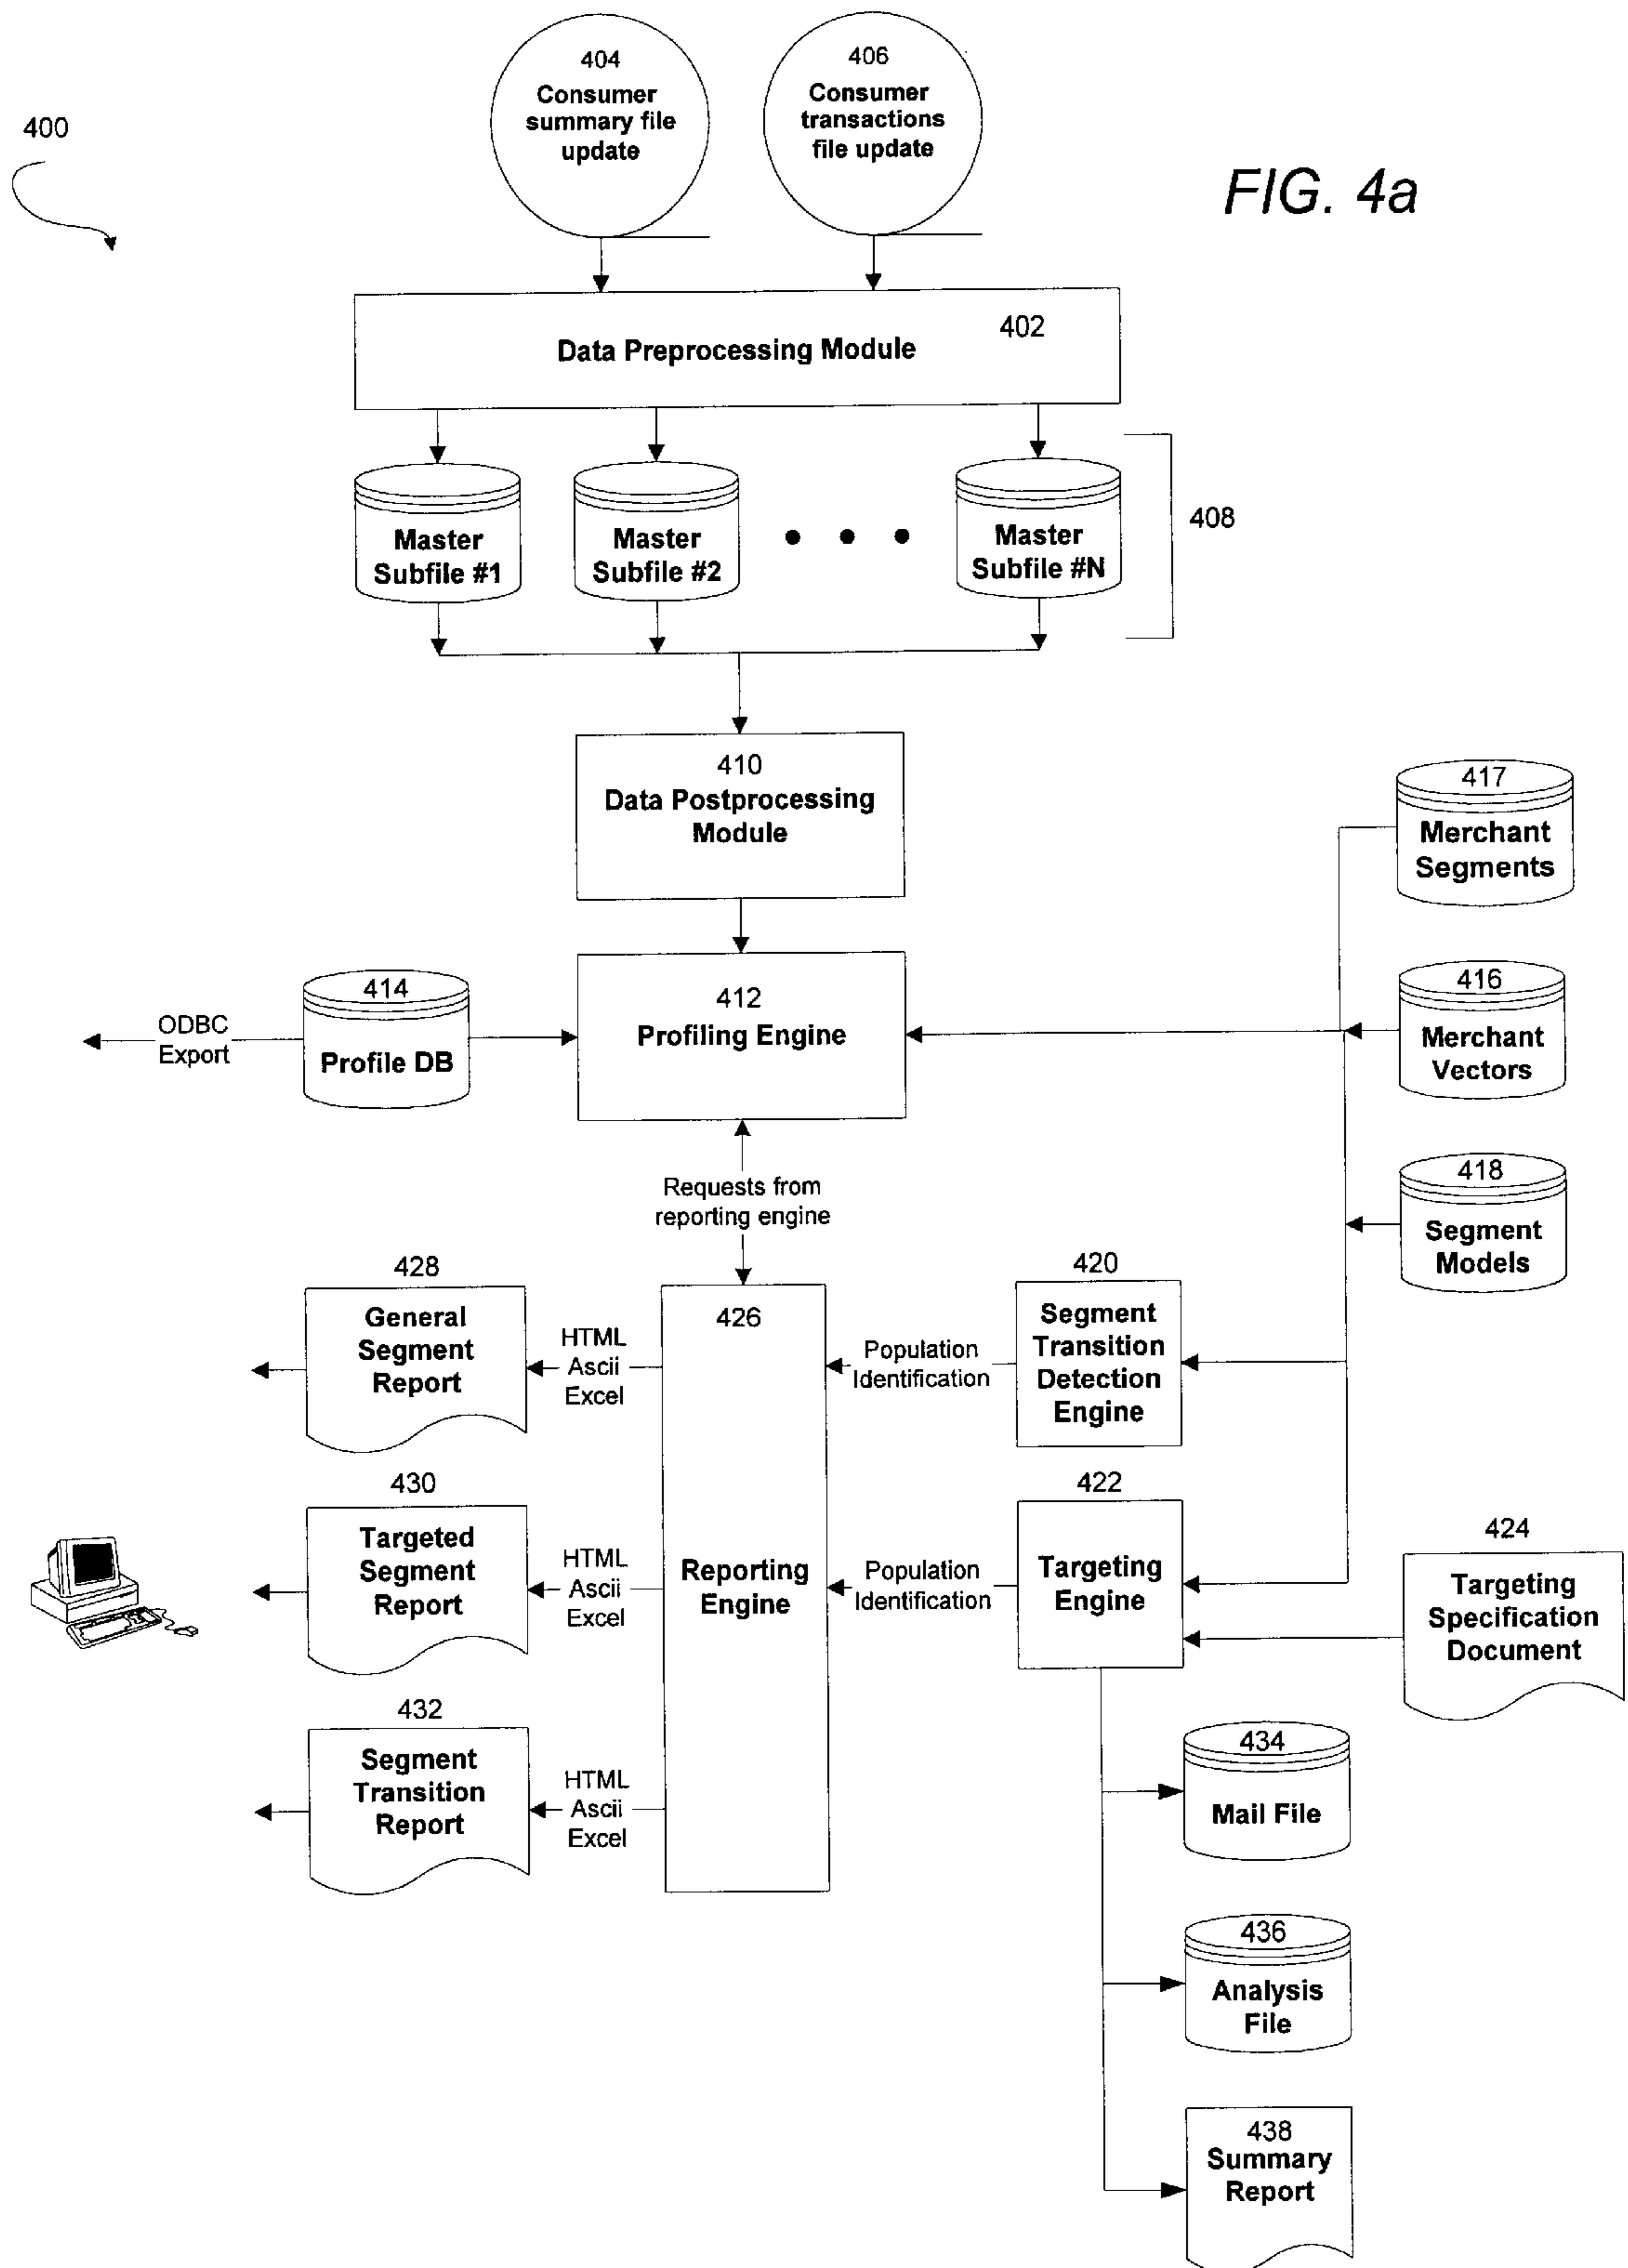 404
Consumer
summary file
update
406
Consumer
transactions
file update
400
FIG. 4a
402
Data Preprocessing Module
Master
Subfile #1
Master
Subfile #2
Master
Subfile #N
408
410
Data Postprocessing
Module
417
Merchant
Segments
414
Profile DB
ODBC
Export
412
Profiling Engine
416
Merchant
Vectors
Requests from
reporting engine
418
Segment
Models
428
General
Segment
Report
HTML
Ascii
Excel
426
Reporting
Engine
Population
Identification
420
Segment
Transition
Detection
Engine
430
Targeted
Segment
Report
HTML
Ascii
Excel
Population
Identification
422
Targeting
Engine
424
Targeting
Specification
Document
432
Segment
Transition
Report
HTML
Ascii
Excel
434
Mail File
436
Analysis
File
438
Summary
Report